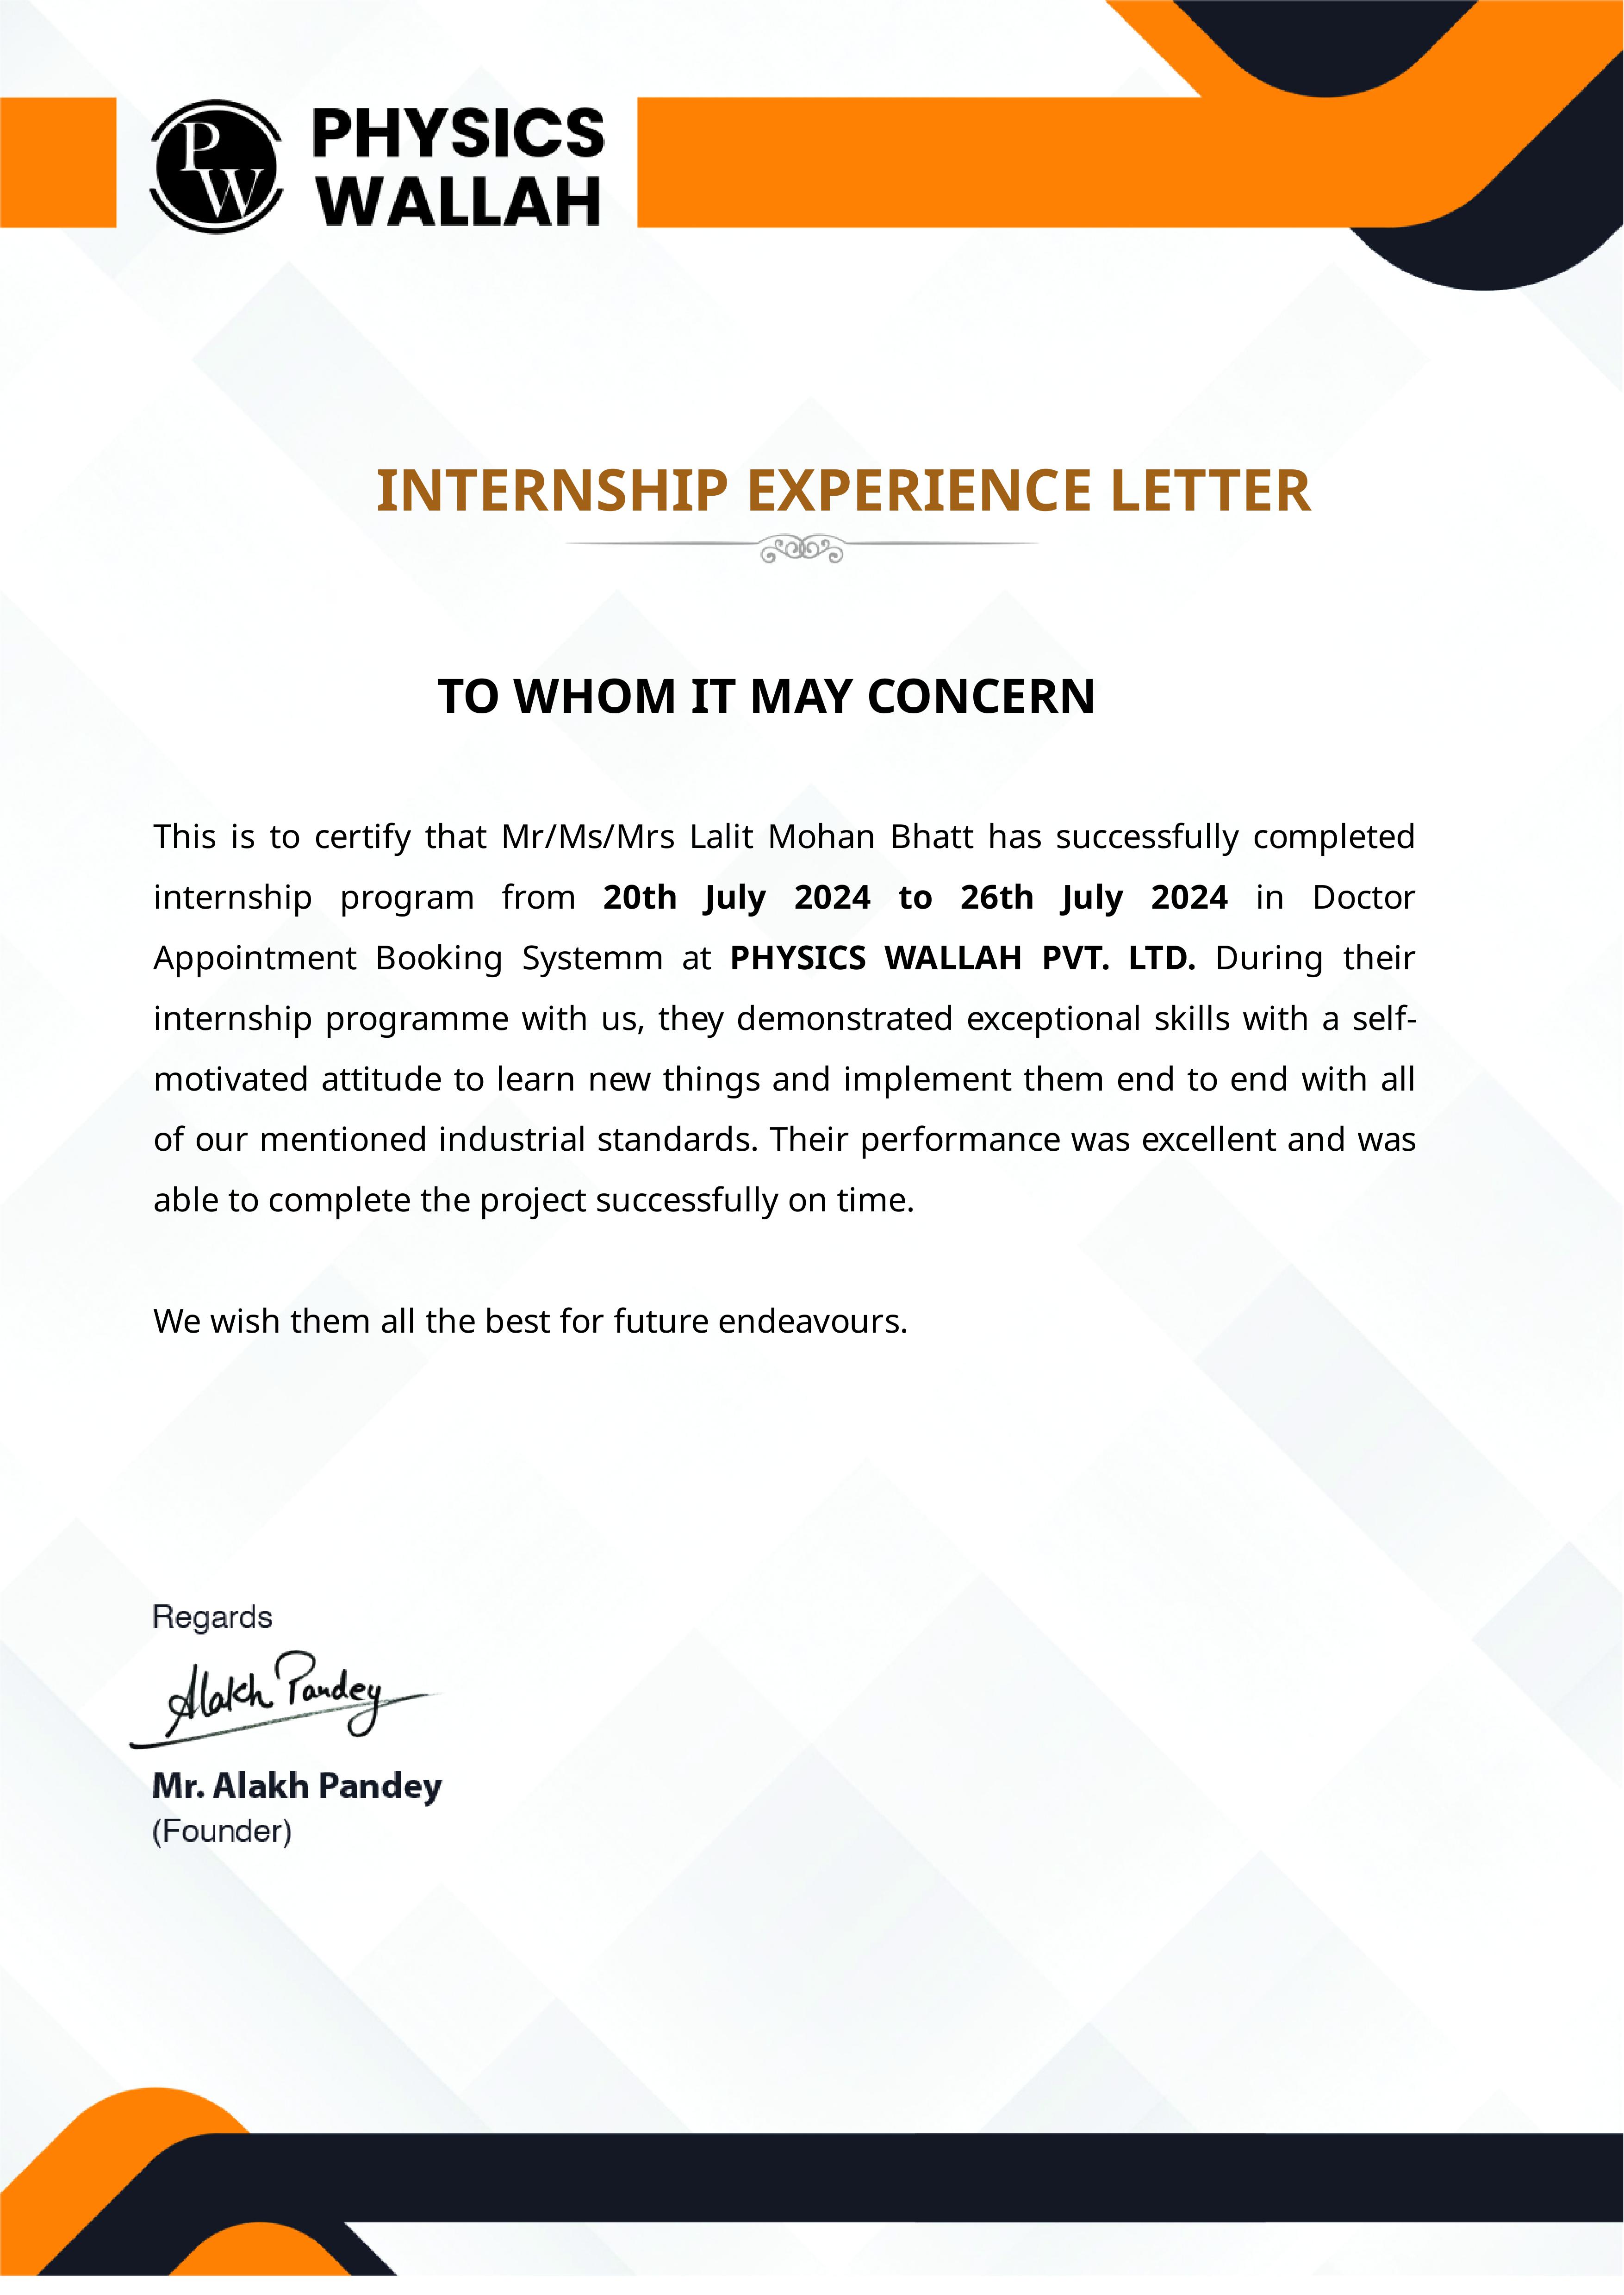 PW
PHYSICS
WALLAH
INTERNSHIP EXPERIENCE LETTER
TO WHOM IT MAY CONCERN
This is to certify that Mr/Ms/Mrs Lalit Mohan Bhatt has successfully completed
internship program from 20th July 2024 to 26th July 2024 in Doctor
Appointment Booking Systemm at PHYSICS WALLAH PVT. LTD. During their
internship programme with us, they demonstrated exceptional skills with a self-
motivated attitude to learn new things and implement them end to end with all
of our mentioned industrial standards. Their performance was excellent and was
able to complete the project successfully on time.
We wish them all the best for future endeavours.
Regards
Alakh Pandey
Mr. Alakh Pandey
(Founder)